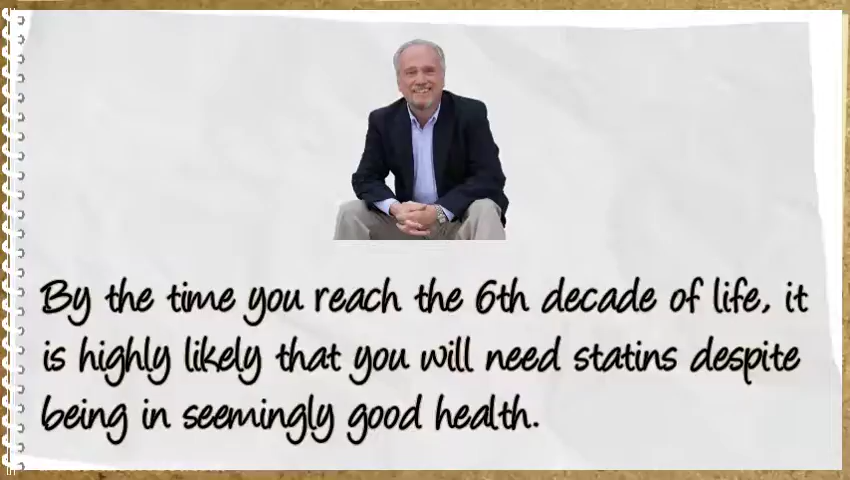 By the time you reach the 6th decade of life, it
is highly likely that you will need statins despite
being in seemingly good health.